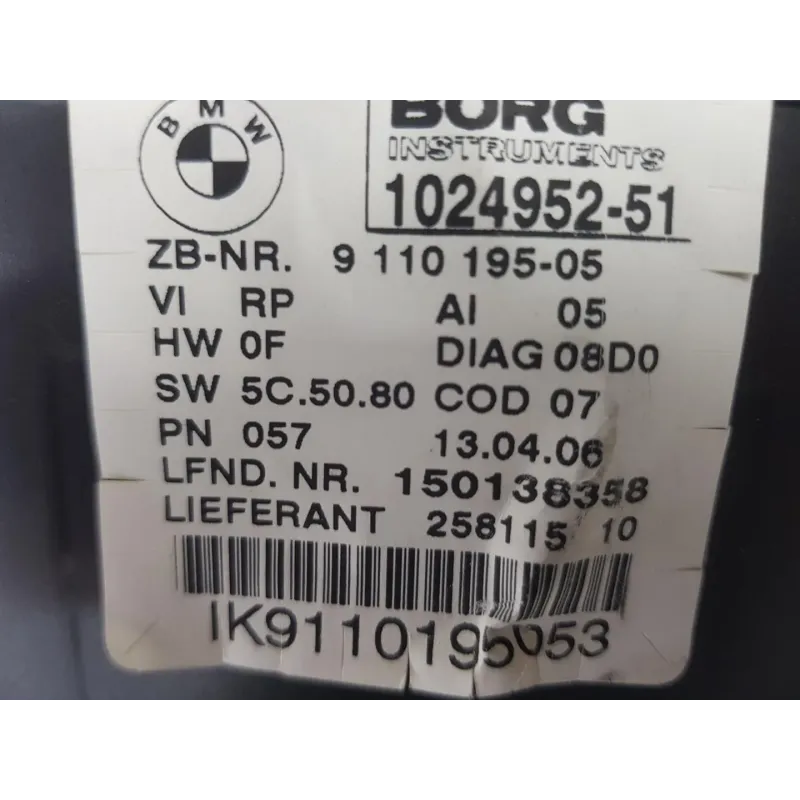 BMW
BORG
INSTRUMENTS
1024952-51
ZB-NR. 9 110 195-05
VI RP AI 05
HW 0F DIAG 08D0
SW 5C.50.80 COD 07
PN 057 13.04.06
LFND. NR. 150138358
LIEFERANT 258115 10
IK9110195053